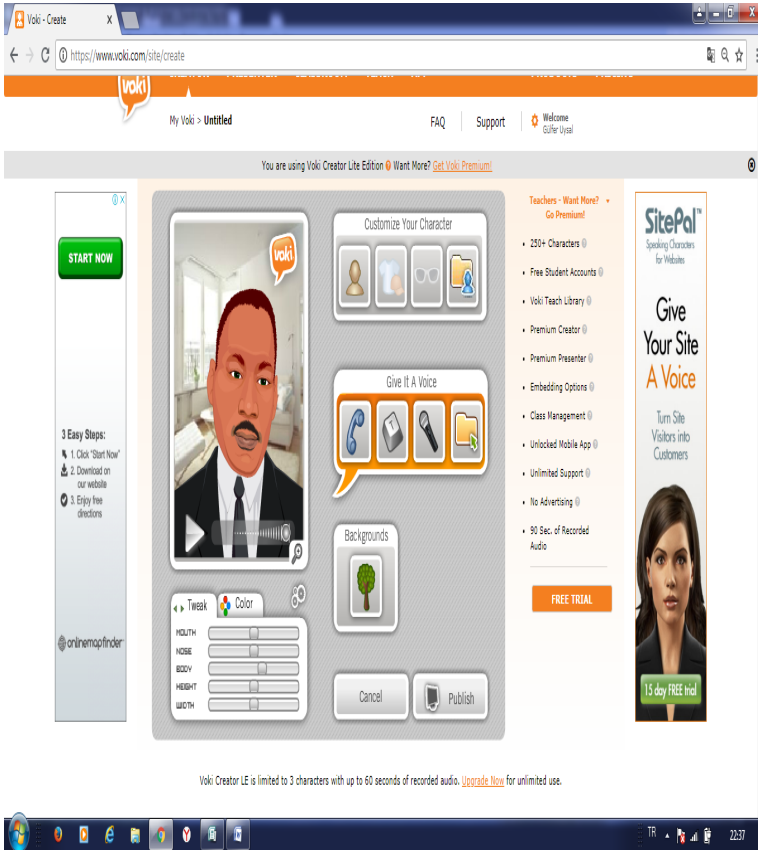 Voki - Create
https://www.voki.com/site/create
voki
My Voki > Untitled
FAQ
Support
Welcome
Gülfer Uysal
You are using Voki Creator Lite Edition ? Want More? Get Voki Premium!
START NOW
3 Easy Steps:
1. Click "Start Now"
2. Download on
our website
3. Enjoy free
directions
onlinemapfinder
voki
Tweak
Color
MOUTH
NOSE
BODY
HEIGHT
WIDTH
Customize Your Character
Give It A Voice
Backgrounds
Cancel
Publish
Teachers - Want More?
Go Premium!
250+ Characters
Free Student Accounts
Voki Teach Library
Premium Creator
Premium Presenter
Embedding Options
Class Management
Unlocked Mobile App
Unlimited Support
No Advertising
90 Sec. of Recorded
Audio
FREE TRIAL
SitePal™
Speaking Characters
for Websites
Give
Your Site
A Voice
Turn Site
Visitors into
Customers
15 day FREE trial
Voki Creator LE is limited to 3 characters with up to 60 seconds of recorded audio. Upgrade Now for unlimited use.
TR
22:37